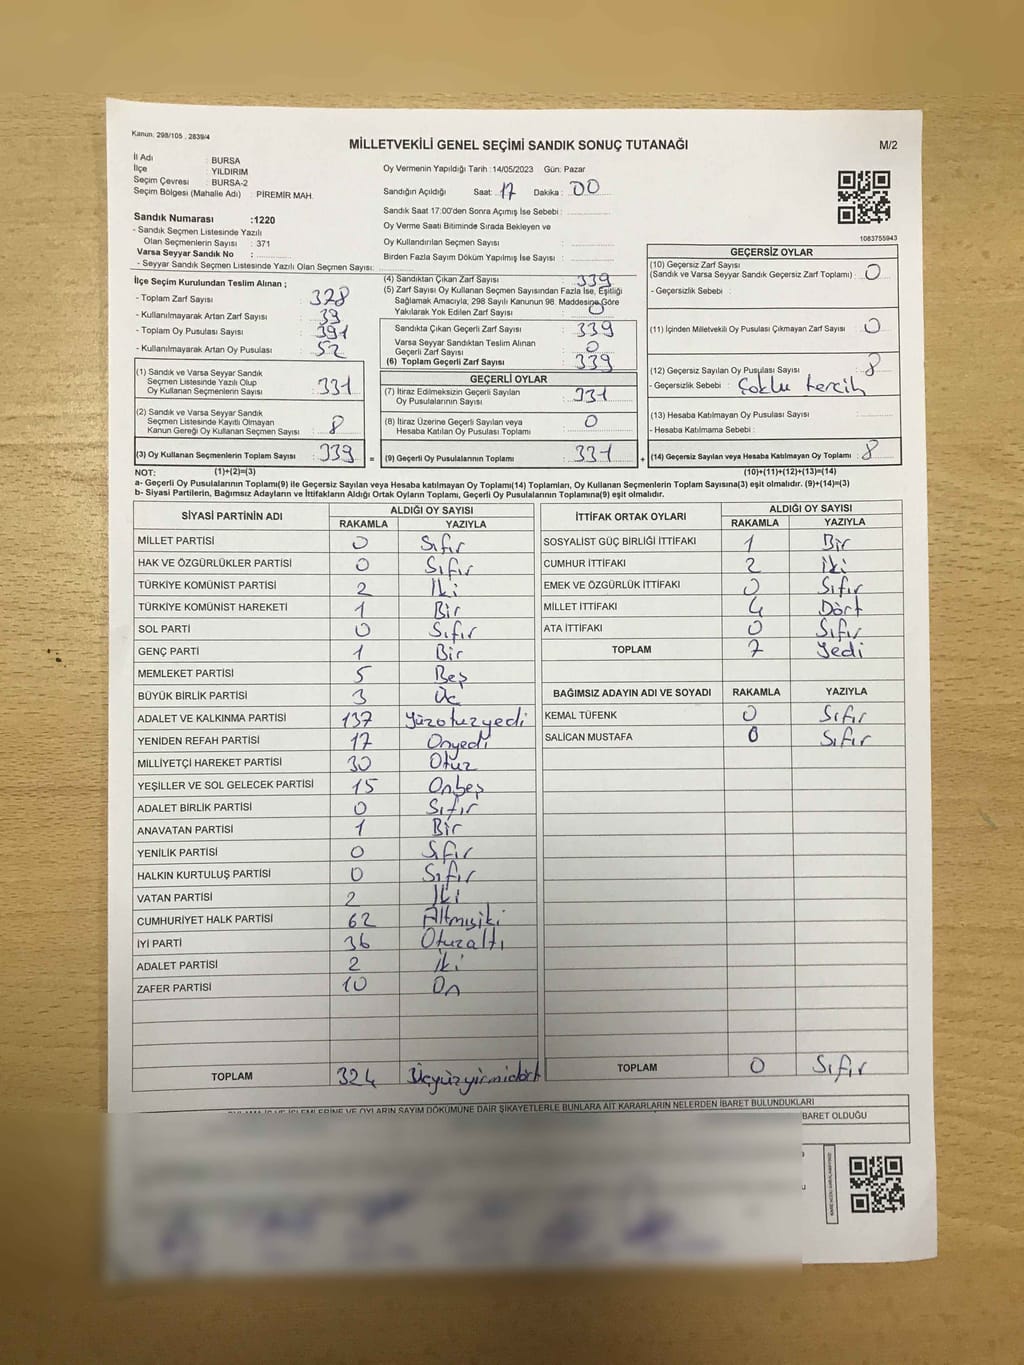 Kanun: 298/105 , 2839/4
MİLLETVEKİLİ GENEL SEÇİMİ SANDIK SONUÇ TUTANAĞI
M/2
İl Adı : BURSA
İlçe : YILDIRIM
Seçim Çevresi : BURSA-2
Seçim Bölgesi (Mahalle Adı) : PİREMİR MAH.
Oy Vermenin Yapıldığı Tarih : 14/05/2023 Gün: Pazar
Sandığın Açıldığı Saat: 17 Dakika: 00
Sandık Saat 17:00'den Sonra Açımış İse Sebebi :
Oy Verme Saati Bitiminde Sırada Bekleyen ve
Oy Kullandırılan Seçmen Sayısı :
Birden Fazla Sayım Döküm Yapılmış İse Sayısı :
1083755943
Sandık Numarası :1220
- Sandık Seçmen Listesinde Yazılı
Olan Seçmenlerin Sayısı : 371
Varsa Seyyar Sandık No :
- Seyyar Sandık Seçmen Listesinde Yazılı Olan Seçmen Sayısı:
İlçe Seçim Kurulundan Teslim Alınan ;
- Toplam Zarf Sayısı : 378
- Kullanılmayarak Artan Zarf Sayısı : 39
- Toplam Oy Pusulası Sayısı : 391
- Kullanılmayarak Artan Oy Pusulası : 52
(1) Sandık ve Varsa Seyyar Sandık
Seçmen Listesinde Yazılı Olup
Oy Kullanan Seçmenlerin Sayısı : 331
(2) Sandık ve Varsa Seyyar Sandık
Seçmen Listesinde Kayıtlı Olmayan
Kanun Gereği Oy Kullanan Seçmen Sayısı : 8
(3) Oy Kullanan Seçmenlerin Toplam Sayısı : 339 =
(4) Sandıktan Çıkan Zarf Sayısı : 339
(5) Zarf Sayısı Oy Kullanan Seçmen Sayısından Fazla İse, Eşitliği
Sağlamak Amacıyla, 298 Sayılı Kanunun 98. Maddesine Göre
Yakılarak Yok Edilen Zarf Sayısı : 0
Sandıkta Çıkan Geçerli Zarf Sayısı : 339
Varsa Seyyar Sandıktan Teslim Alınan
Geçerli Zarf Sayısı : 0
(6) Toplam Geçerli Zarf Sayısı : 339
GEÇERLİ OYLAR
(7) İtiraz Edilmeksizin Geçerli Sayılan
Oy Pusulalarının Sayısı : 331
(8) İtiraz Üzerine Geçerli Sayılan veya
Hesaba Katılan Oy Pusulası Toplamı : 0
(9) Geçerli Oy Pusulalarının Toplamı : 331 +
GEÇERSİZ OYLAR
(10) Geçersiz Zarf Sayısı
(Sandık ve Varsa Seyyar Sandık Geçersiz Zarf Toplamı) : 0
- Geçersizlik Sebebi :
(11) İçinden Milletvekili Oy Pusulası Çıkmayan Zarf Sayısı : 0
(12) Geçersiz Sayılan Oy Pusulası Sayısı : 8
- Geçersizlik Sebebi : Çoklu tercih
(13) Hesaba Katılmayan Oy Pusulası Sayısı :
- Hesaba Katılmama Sebebi :
(14) Geçersiz Sayılan veya Hesaba Katılmayan Oy Toplamı : 8
NOT: (1)+(2)=(3) (10)+(11)+(12)+(13)=(14)
a- Geçerli Oy Pusulalarının Toplamı(9) ile Geçersiz Sayılan veya Hesaba katılmayan Oy Toplamı(14) Toplamları, Oy Kullanan Seçmenlerin Toplam Sayısına(3) eşit olmalıdır. (9)+(14)=(3)
b- Siyasi Partilerin, Bağımsız Adayların ve İttifakların Aldığı Ortak Oyların Toplamı, Geçerli Oy Pusulalarının Toplamına(9) eşit olmalıdır.
SİYASİ PARTİNİN ADI ALDIĞI OY SAYISI
RAKAMLA YAZIYLA
MİLLET PARTİSİ 0 Sıfır
HAK VE ÖZGÜRLÜKLER PARTİSİ 0 Sıfır
TÜRKİYE KOMÜNİST PARTİSİ 2 İki
TÜRKİYE KOMÜNİST HAREKETİ 1 Bir
SOL PARTİ 0 Sıfır
GENÇ PARTİ 1 Bir
MEMLEKET PARTİSİ 5 Beş
BÜYÜK BİRLİK PARTİSİ 3 Üç
ADALET VE KALKINMA PARTİSİ 137 Yüzotuzyedi
YENİDEN REFAH PARTİSİ 17 Onyedi
MİLLİYETÇİ HAREKET PARTİSİ 30 Otuz
YEŞİLLER VE SOL GELECEK PARTİSİ 15 Onbeş
ADALET BİRLİK PARTİSİ 0 Sıfır
ANAVATAN PARTİSİ 1 Bir
YENİLİK PARTİSİ 0 Sıfır
HALKIN KURTULUŞ PARTİSİ 0 Sıfır
VATAN PARTİSİ 2 İki
CUMHURİYET HALK PARTİSİ 62 Altmışiki
İYİ PARTİ 36 Otuzaltı
ADALET PARTİSİ 2 İki
ZAFER PARTİSİ 10 On
TOPLAM 324 Üçyüzyirmidört
İTTİFAK ORTAK OYLARI ALDIĞI OY SAYISI
RAKAMLA YAZIYLA
SOSYALİST GÜÇ BİRLİĞİ İTTİFAKI 1 Bir
CUMHUR İTTİFAKI 2 İki
EMEK VE ÖZGÜRLÜK İTTİFAKI 0 Sıfır
MİLLET İTTİFAKI 4 Dört
ATA İTTİFAKI 0 Sıfır
TOPLAM 7 Yedi
BAĞIMSIZ ADAYIN ADI VE SOYADI RAKAMLA YAZIYLA
KEMAL TÜFENK 0 Sıfır
SALİCAN MUSTAFA 0 Sıfır
TOPLAM 0 Sıfır
OYLARIN SAYIM DÖKÜMÜNE DAİR ŞİKAYETLERLE BUNLARA AİT KARARLARIN NELERDEN İBARET BULUNDUKLARI
BARET OLDUĞU